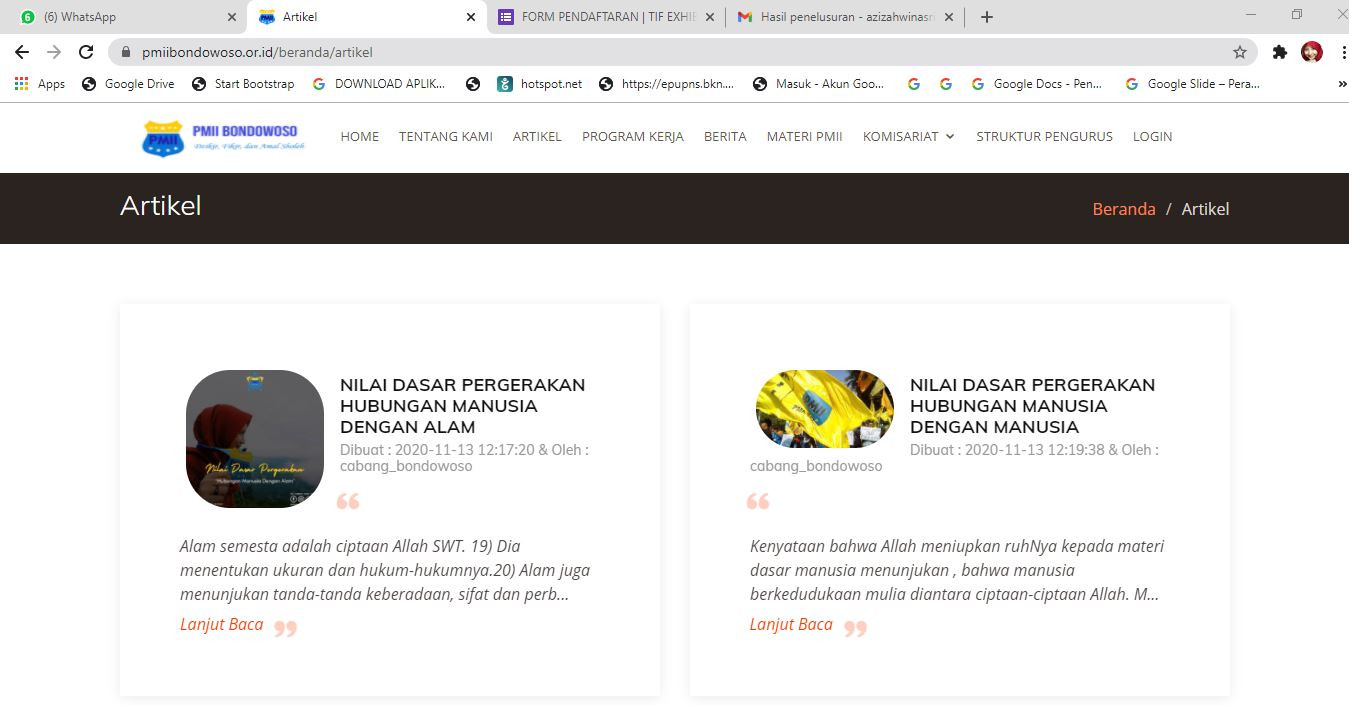 (6) WhatsApp
Artikel
FORM PENDAFTARAN | TIF EXHIE
Hasil penelusuran - azizahwinasr
pmiibondowoso.or.id/beranda/artikel
Apps
Google Drive
Start Bootstrap
DOWNLOAD APLIK...
hotspot.net
https://epupns.bkn....
Masuk - Akun Goo...
Google Docs - Pen...
Google Slide – Pera...
»
PMII
PMII BONDOWOSO
Dzikir, Fikir, dan Amal Sholeh
HOME
TENTANG KAMI
ARTIKEL
PROGRAM KERJA
BERITA
MATERI PMII
KOMISARIAT
STRUKTUR PENGURUS
LOGIN
Artikel
Beranda / Artikel
Nilai Dasar Pergerakan
"Hubungan Manusia Dengan Alam"
NILAI DASAR PERGERAKAN
HUBUNGAN MANUSIA
DENGAN ALAM
Dibuat : 2020-11-13 12:17:20 & Oleh :
cabang_bondowoso
“
Alam semesta adalah ciptaan Allah SWT. 19) Dia
menentukan ukuran dan hukum-hukumnya.20) Alam juga
menunjukan tanda-tanda keberadaan, sifat dan perb...
Lanjut Baca ”
PMII
NILAI DASAR PERGERAKAN
HUBUNGAN MANUSIA
DENGAN MANUSIA
Dibuat : 2020-11-13 12:19:38 & Oleh :
cabang_bondowoso
“
Kenyataan bahwa Allah meniupkan ruhNya kepada materi
dasar manusia menunjukan , bahwa manusia
berkedudukaan mulia diantara ciptaan-ciptaan Allah. M...
Lanjut Baca ”